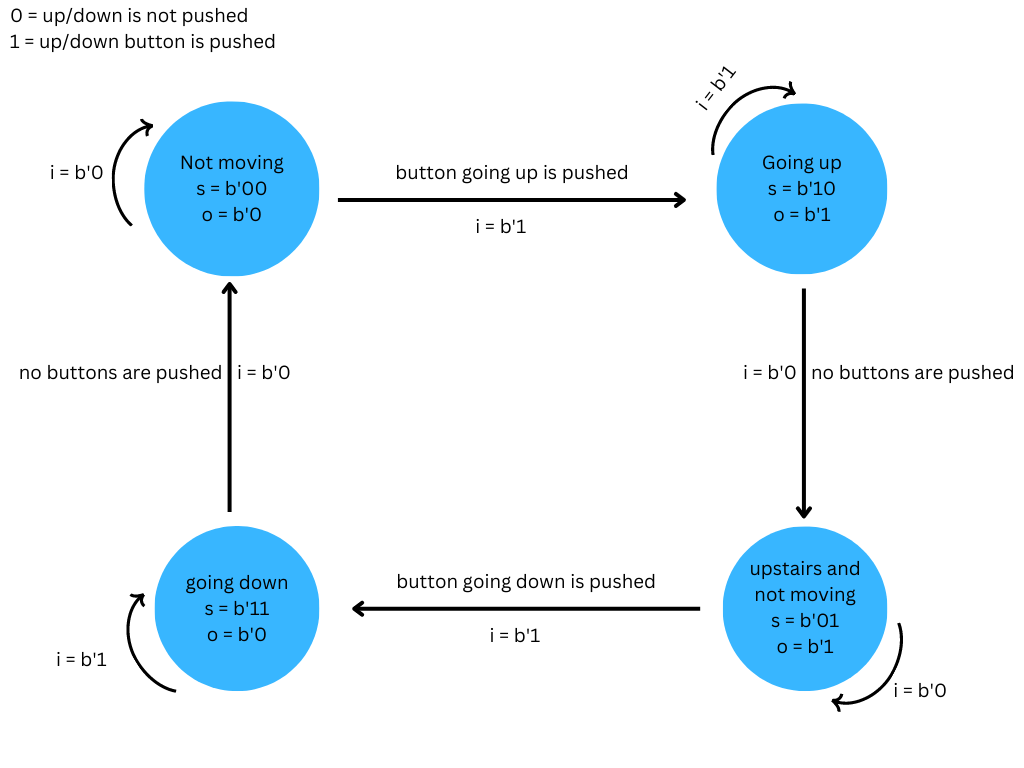 0 = up/down is not pushed
1 = up/down button is pushed
Not moving
s = b'00
o = b'0
i = b'0
button going up is pushed
i = b'1
i = b'1
Going up
s = b'10
o = b'1
no buttons are pushed
i = b'0
i = b'0
no buttons are pushed
going down
s = b'11
o = b'0
i = b'1
button going down is pushed
i = b'1
upstairs and
not moving
s = b'01
o = b'1
i = b'0